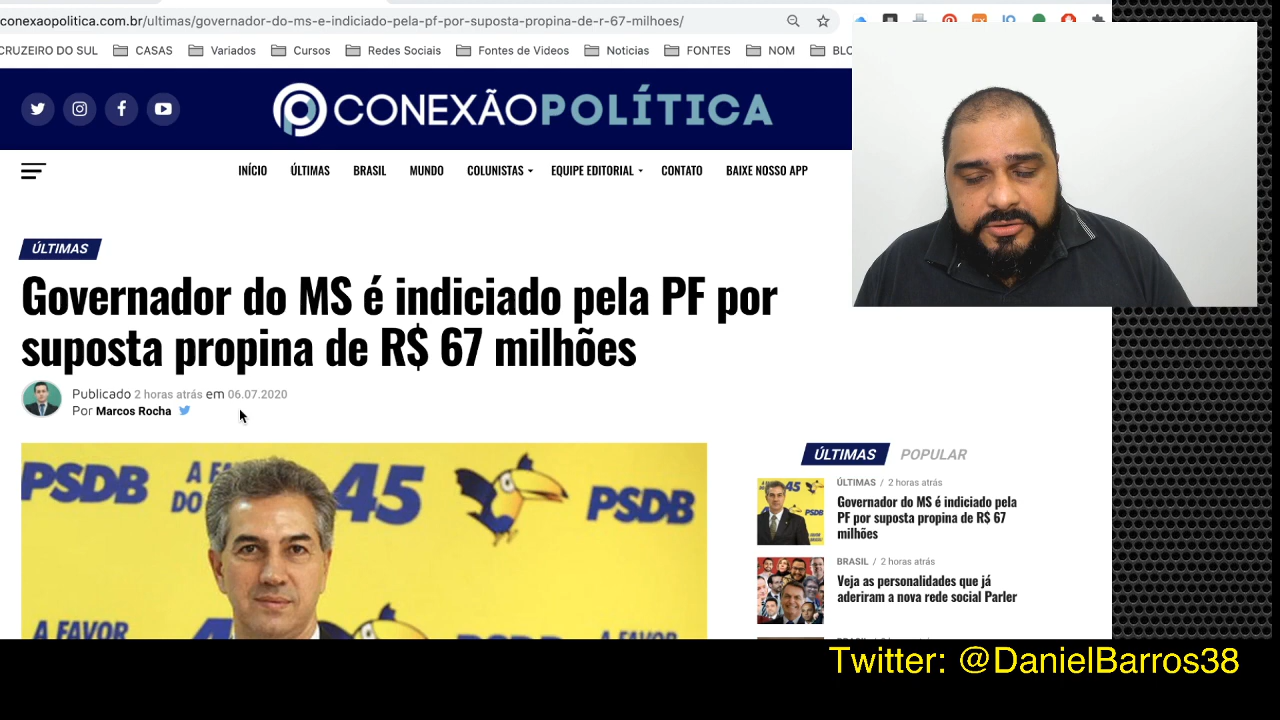 conexaopolitica.com.br/ultimas/governador-do-ms-e-indiciado-pela-pf-por-suposta-propina-de-r-67-milhoes/
CRUZEIRO DO SUL CASAS Variados Cursos Redes Sociais Fontes de Videos Noticias FONTES NOM
CONEXÃOPOLÍTICA
INÍCIO ÚLTIMAS BRASIL MUNDO COLUNISTAS EQUIPE EDITORIAL CONTATO BAIXE NOSSO APP
ÚLTIMAS
Governador do MS é indiciado pela PF por
suposta propina de R$ 67 milhões
Publicado 2 horas atrás em 06.07.2020
Por Marcos Rocha
PSDB A FA 45 PSDB
DO
A FAVOR
ÚLTIMAS POPULAR
ÚLTIMAS / 2 horas atrás
Governador do MS é indiciado pela
PF por suposta propina de R$ 67
milhões
45
PSDB
BRASIL / 2 horas atrás
Veja as personalidades que já
aderiram a nova rede social Parler
Twitter: @DanielBarros38